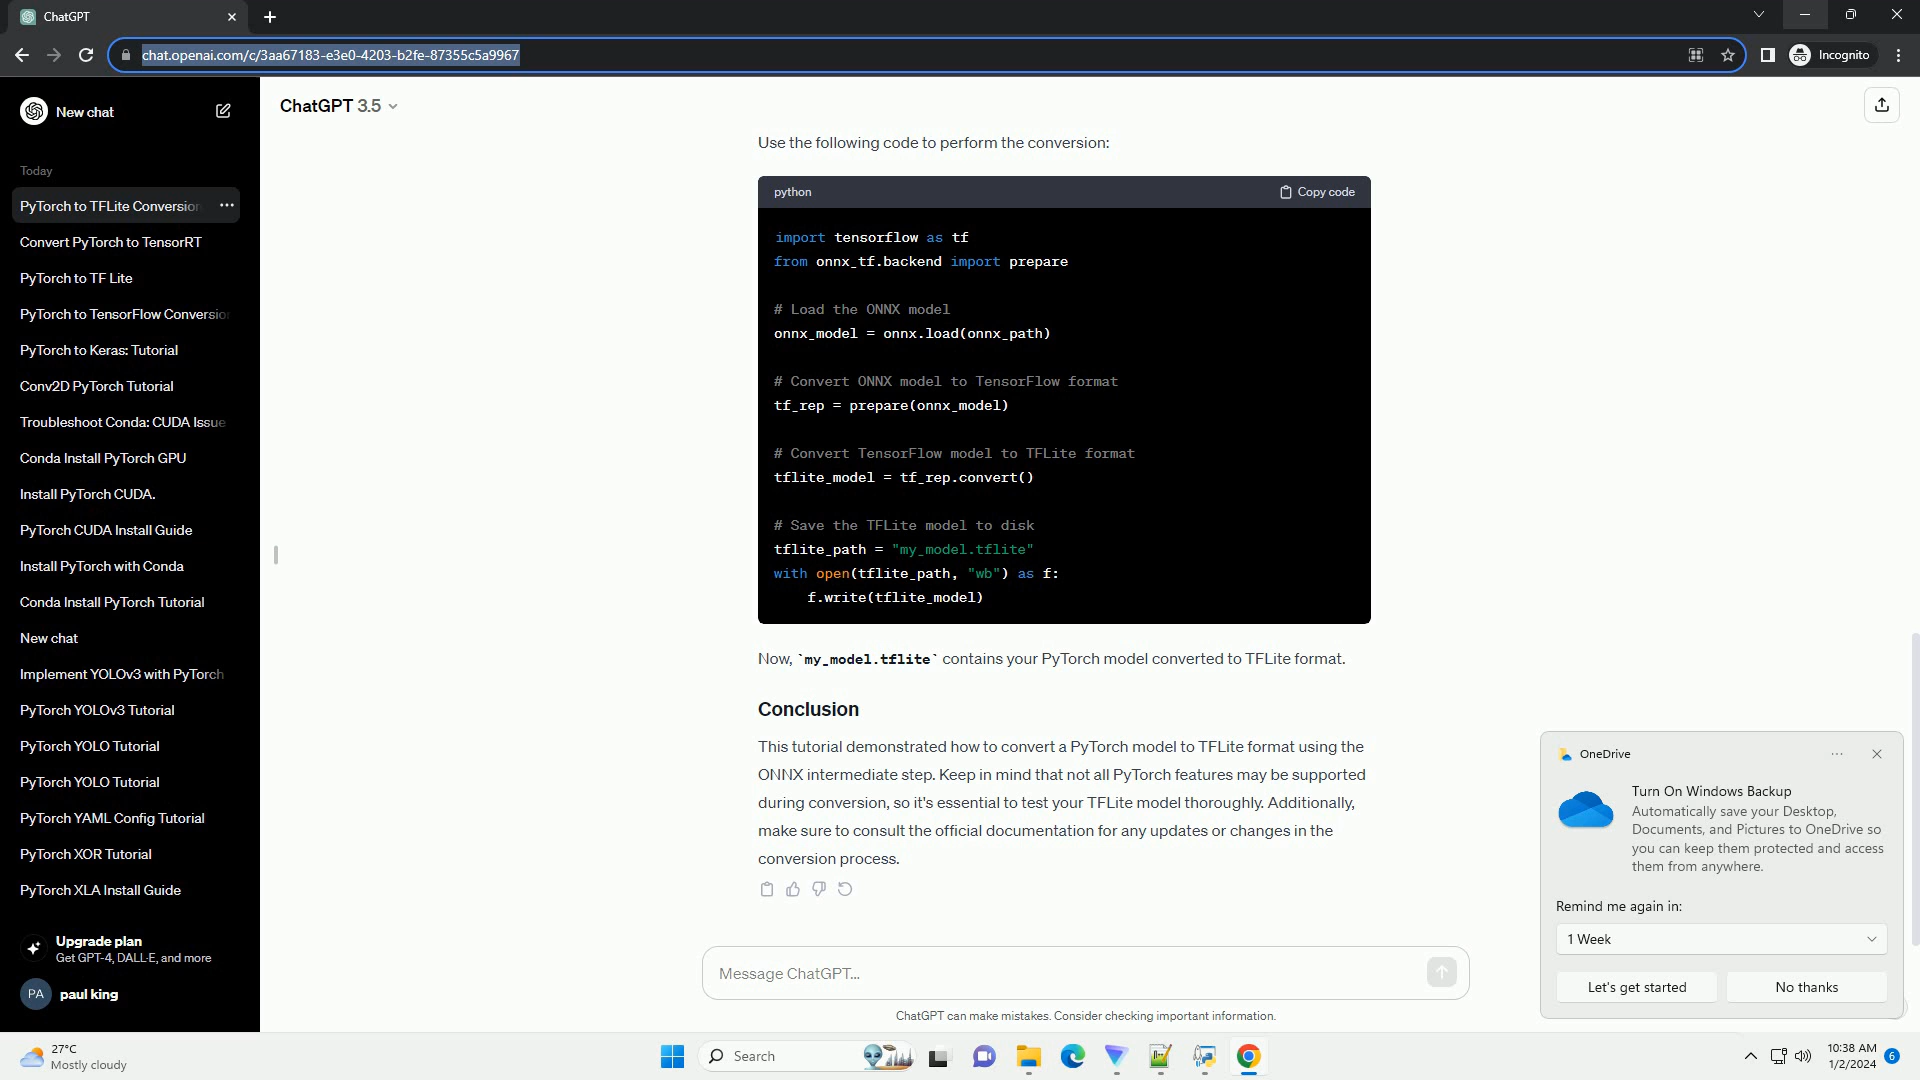 ChatGPT
chat.openai.com/c/3aa67183-e3e0-4203-b2fe-87355c5a9967
Incognito
New chat
Today
PyTorch to TFLite Conversion
Convert PyTorch to TensorRT
PyTorch to TF Lite
PyTorch to TensorFlow Conversio
PyTorch to Keras: Tutorial
Conv2D PyTorch Tutorial
Troubleshoot Conda: CUDA Issue
Conda Install PyTorch GPU
Install PyTorch CUDA.
PyTorch CUDA Install Guide
Install PyTorch with Conda
Conda Install PyTorch Tutorial
New chat
Implement YOLOv3 with PyTorch
PyTorch YOLOv3 Tutorial
PyTorch YOLO Tutorial
PyTorch YOLO Tutorial
PyTorch YAML Config Tutorial
PyTorch XOR Tutorial
PyTorch XLA Install Guide
Upgrade plan
Get GPT-4, DALL·E, and more
PA paul king
ChatGPT 3.5
Use the following code to perform the conversion:
python
Copy code
import tensorflow as tf
from onnx_tf.backend import prepare
# Load the ONNX model
onnx_model = onnx.load(onnx_path)
# Convert ONNX model to TensorFlow format
tf_rep = prepare(onnx_model)
# Convert TensorFlow model to TFLite format
tflite_model = tf_rep.convert()
# Save the TFLite model to disk
tflite_path = "my_model.tflite"
with open(tflite_path, "wb") as f:
    f.write(tflite_model)
Now, `my_model.tflite` contains your PyTorch model converted to TFLite format.
Conclusion
This tutorial demonstrated how to convert a PyTorch model to TFLite format using the
ONNX intermediate step. Keep in mind that not all PyTorch features may be supported
during conversion, so it's essential to test your TFLite model thoroughly. Additionally,
make sure to consult the official documentation for any updates or changes in the
conversion process.
Message ChatGPT...
ChatGPT can make mistakes. Consider checking important information.
OneDrive
Turn On Windows Backup
Automatically save your Desktop,
Documents, and Pictures to OneDrive so
you can keep them protected and access
them from anywhere.
Remind me again in:
1 Week
Let's get started
No thanks
27°C
Mostly cloudy
Search
10:38 AM
1/2/2024
6